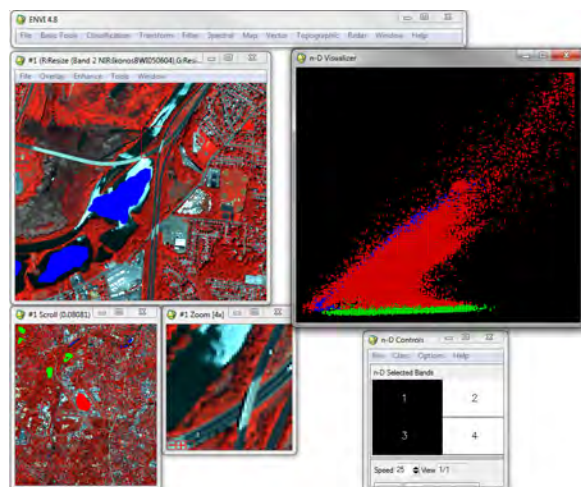 ENVI 4.8
File Basic Tools Classification Transform Filter Spectral Map Vector Topographic Radar Window Help
#1 (R:Resize (Band 2 NIR:Ikonos8WI050604),G:Resi...
File Overlay Enhance Tools Window
n-D Visualizer
#1 Scroll (0.08081)
#1 Zoom [4x]
n-D Controls
Class Options Help
n-D Selected Bands
1 2
3 4
Speed 25 View 1/1